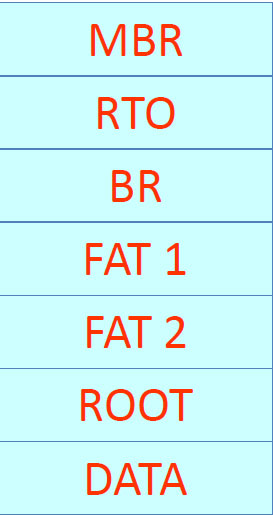 MBR
RTO
BR
FAT 1
FAT 2
ROOT
DATA